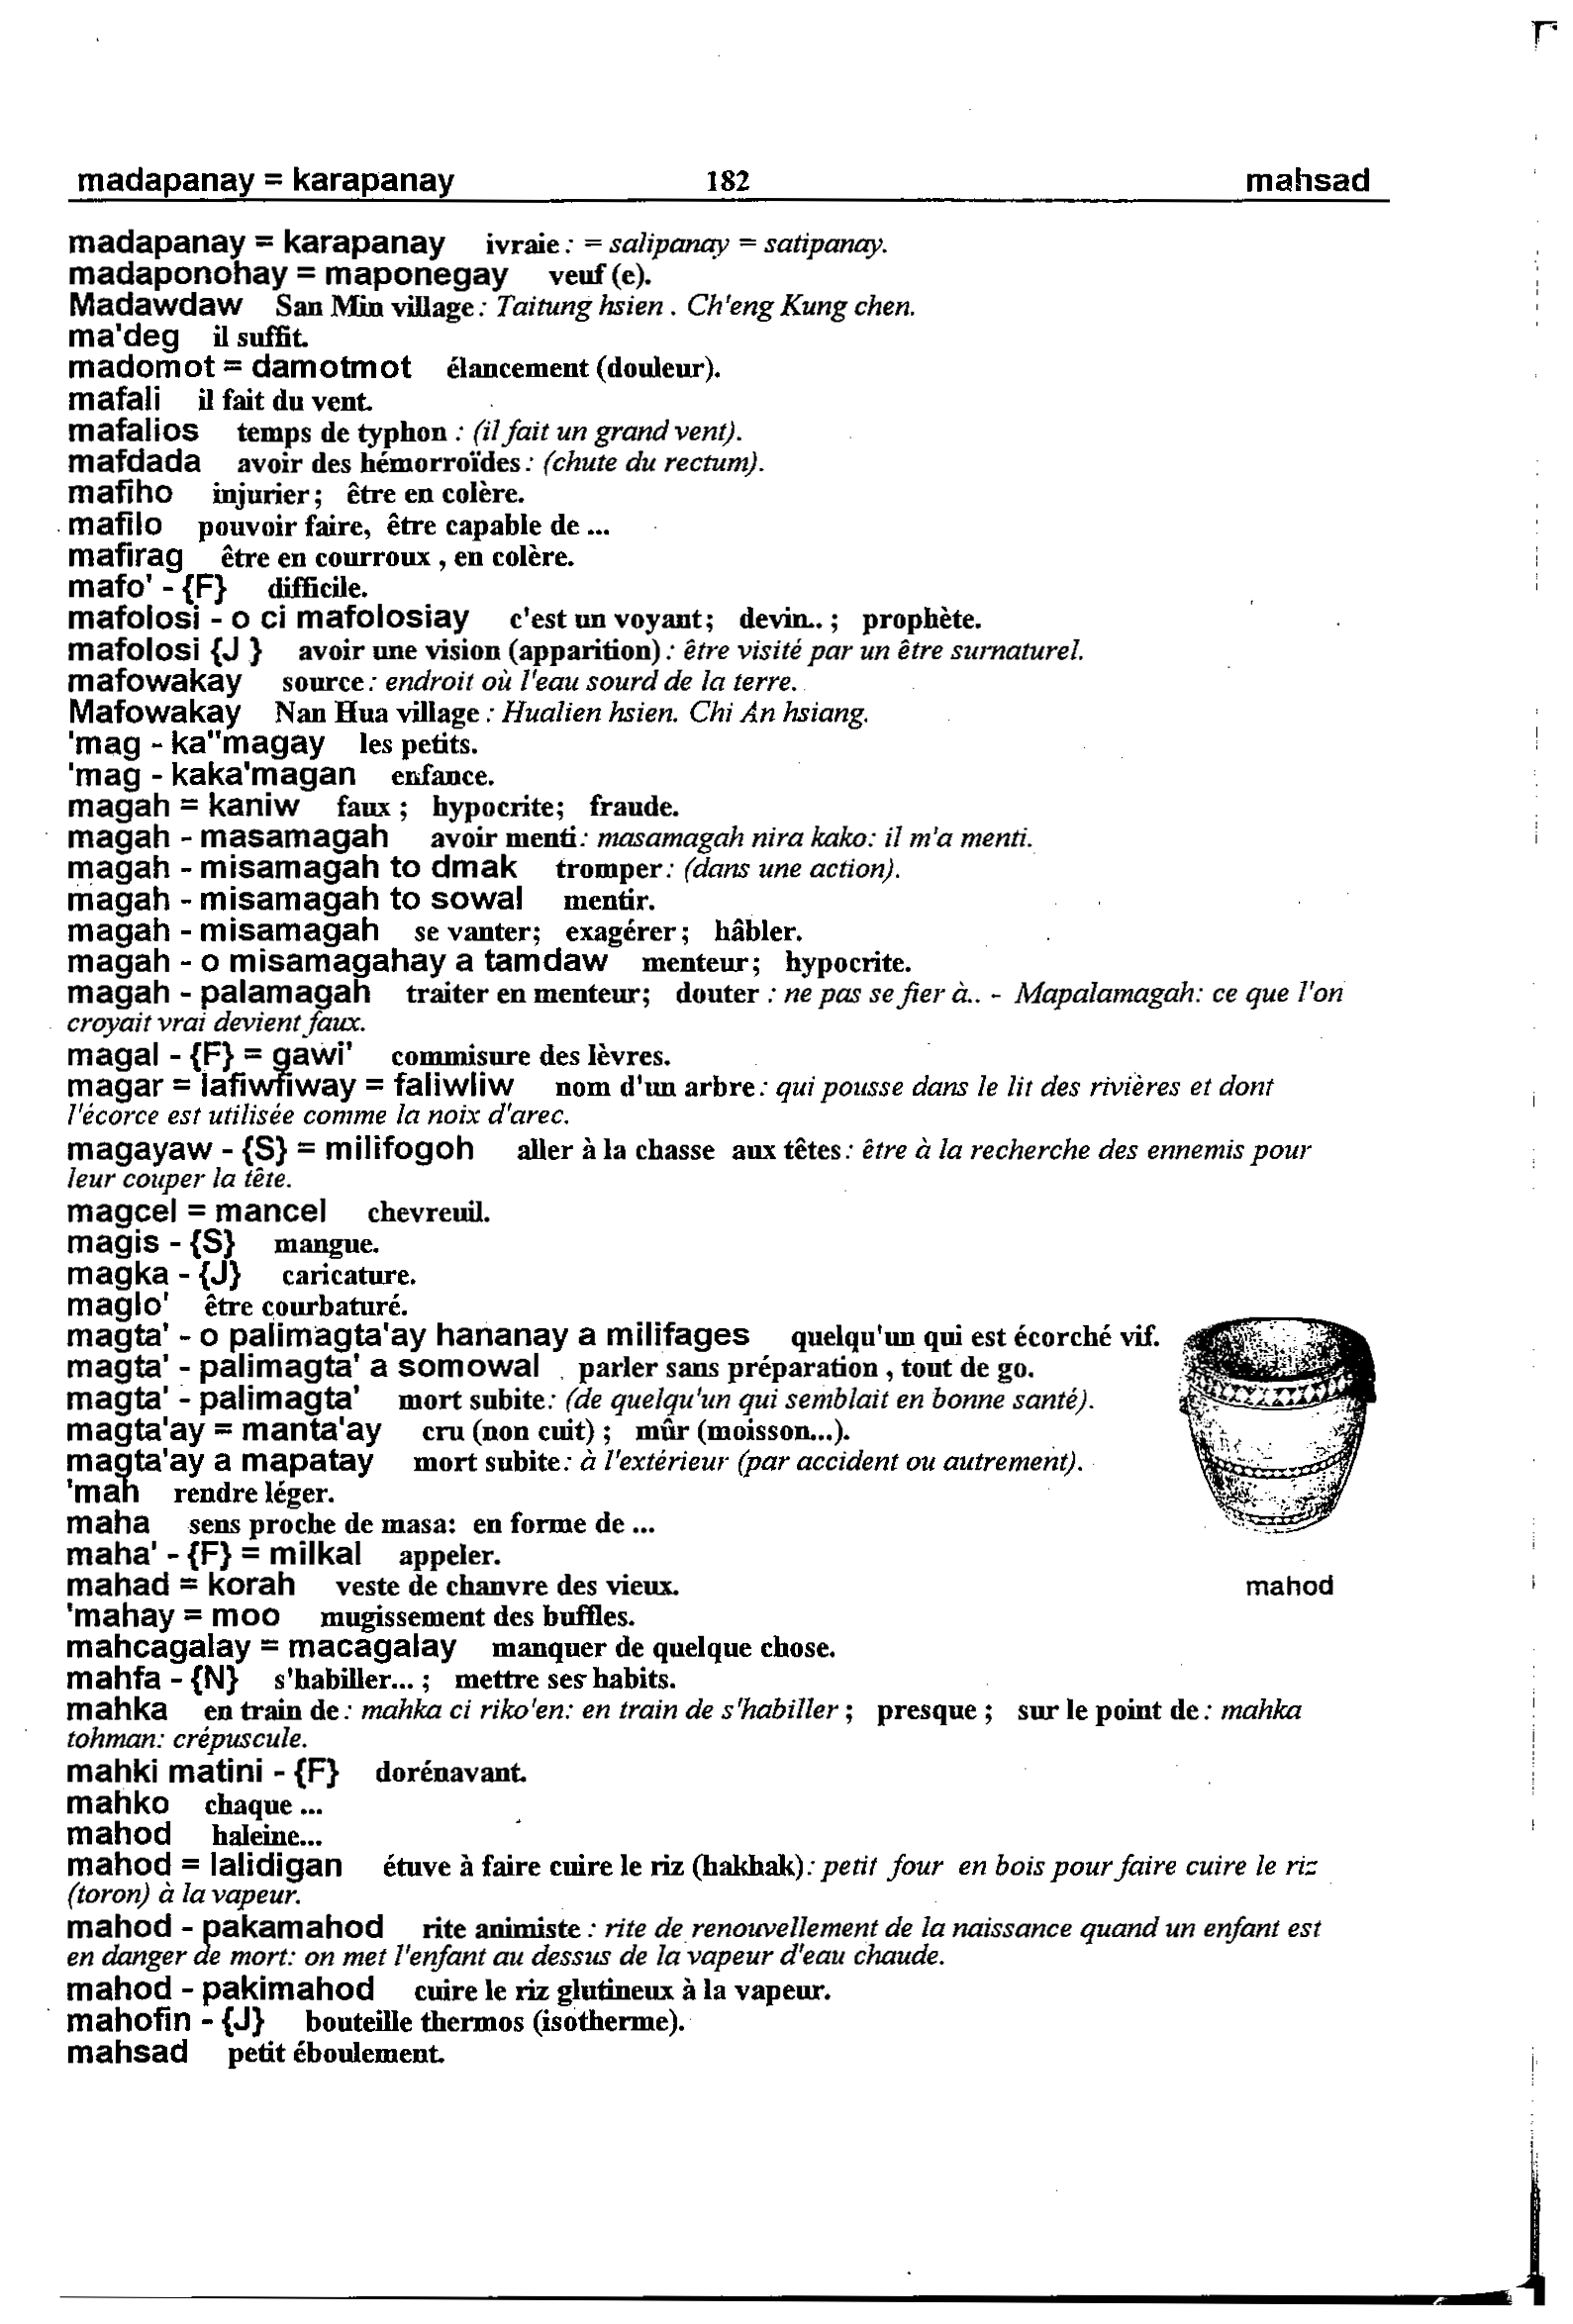 madapanay = karapanay 182 mahsad
madapanay = karapanay ivraie : = salipanay = satipanay.
madaponohay = maponegay veuf (e).
Madawdaw San Min village : Taitung hsien . Ch'eng Kung chen.
ma'deg il suffit.
madomot = damotmot élancement (douleur).
mafali il fait du vent.
mafalios temps de typhon : (il fait un grand vent).
mafdada avoir des hémorroïdes : (chute du rectum).
mafiho injurier ; être en colère.
mafilo pouvoir faire, être capable de ...
mafirag être en courroux , en colère.
mafo' - {F} difficile.
mafolosi - o ci mafolosiay c'est un voyant ; devin.. ; prophète.
mafolosi {J } avoir une vision (apparition) : être visité par un être surnaturel.
mafowakay source : endroit où l'eau sourd de la terre.
Mafowakay Nan Hua village : Hualien hsien. Chi An hsiang.
'mag - ka''magay les petits.
'mag - kaka'magan enfance.
magah = kaniw faux ; hypocrite; fraude.
magah - masamagah avoir menti : masamagah nira kako: il m'a menti.
magah - misamagah to dmak tromper : (dans une action).
magah - misamagah to sowal mentir.
magah - misamagah se vanter; exagérer ; hâbler.
magah - o misamagahay a tamdaw menteur; hypocrite.
magah - palamagah traiter en menteur; douter : ne pas se fier à.. - Mapalamagah: ce que l'on
croyait vrai devient faux.
magal - {F} = gawi' commisure des lèvres.
magar = lafiwfiway = faliwliw nom d'un arbre : qui pousse dans le lit des rivières et dont
l'écorce est utilisée comme la noix d'arec.
magayaw - {S} = milifogoh aller à la chasse aux têtes : être à la recherche des ennemis pour
leur couper la tête.
magcel = mancel chevreuil.
magis - {S} mangue.
magka - {J} caricature.
maglo' être courbaturé.
magta' - o palimagta'ay hananay a milifages quelqu'un qui est écorché vif.
magta' - palimagta' a somowal parler sans préparation , tout de go.
magta' - palimagta' mort subite : (de quelqu'un qui semblait en bonne santé).
magta'ay = manta'ay cru (non cuit) ; mûr (moisson...).
magta'ay a mapatay mort subite : à l'extérieur (par accident ou autrement).
'mah rendre léger.
maha sens proche de masa: en forme de ...
maha' - {F} = milkal appeler.
mahad = korah veste de chanvre des vieux.
mahod
'mahay = moo mugissement des buffles.
mahcagalay = macagalay manquer de quelque chose.
mahfa - {N} s'habiller... ; mettre ses habits.
mahka en train de : mahka ci riko'en: en train de s'habiller ; presque ; sur le point de : mahka
tohman: crépuscule.
mahki matini - {F} dorénavant.
mahko chaque ...
mahod haleine...
mahod = lalidigan étuve à faire cuire le riz (hakhak) : petit four en bois pour faire cuire le riz
(toron) à la vapeur.
mahod - pakamahod rite animiste : rite de renouvellement de la naissance quand un enfant est
en danger de mort: on met l'enfant au dessus de la vapeur d'eau chaude.
mahod - pakimahod cuire le riz glutineux à la vapeur.
mahofin - {J} bouteille thermos (isotherme).
mahsad petit éboulement.